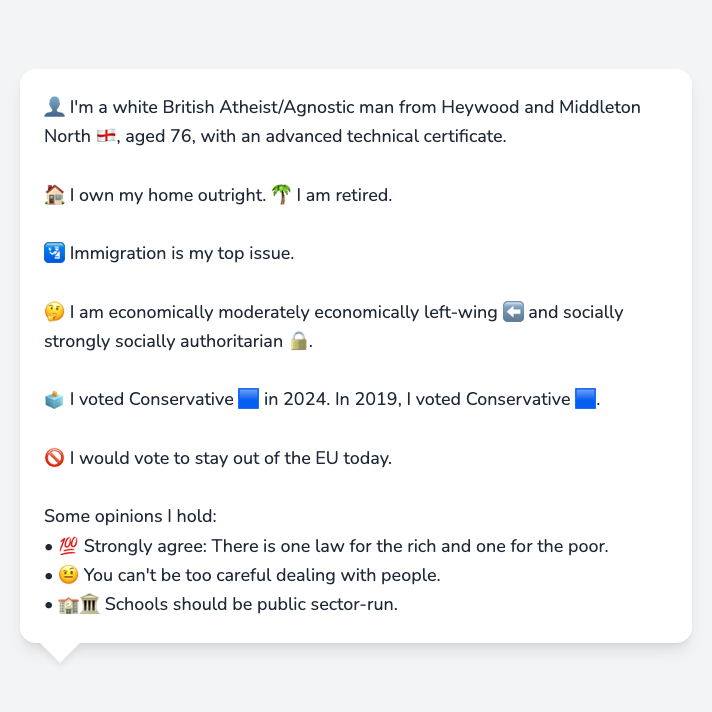 👤 I'm a white British Atheist/Agnostic man from Heywood and Middleton
North 🏴󠁧󠁢󠁥󠁮󠁧󠁿, aged 76, with an advanced technical certificate.
🏠 I own my home outright. 🌴 I am retired.
🛂 Immigration is my top issue.
🤔 I am economically moderately economically left-wing ⬅️ and socially
strongly socially authoritarian 🔒.
🗳️ I voted Conservative 🟦 in 2024. In 2019, I voted Conservative 🟦.
🚫 I would vote to stay out of the EU today.
Some opinions I hold:
• 💯 Strongly agree: There is one law for the rich and one for the poor.
• 🤨 You can't be too careful dealing with people.
• 🏫🏛️ Schools should be public sector-run.